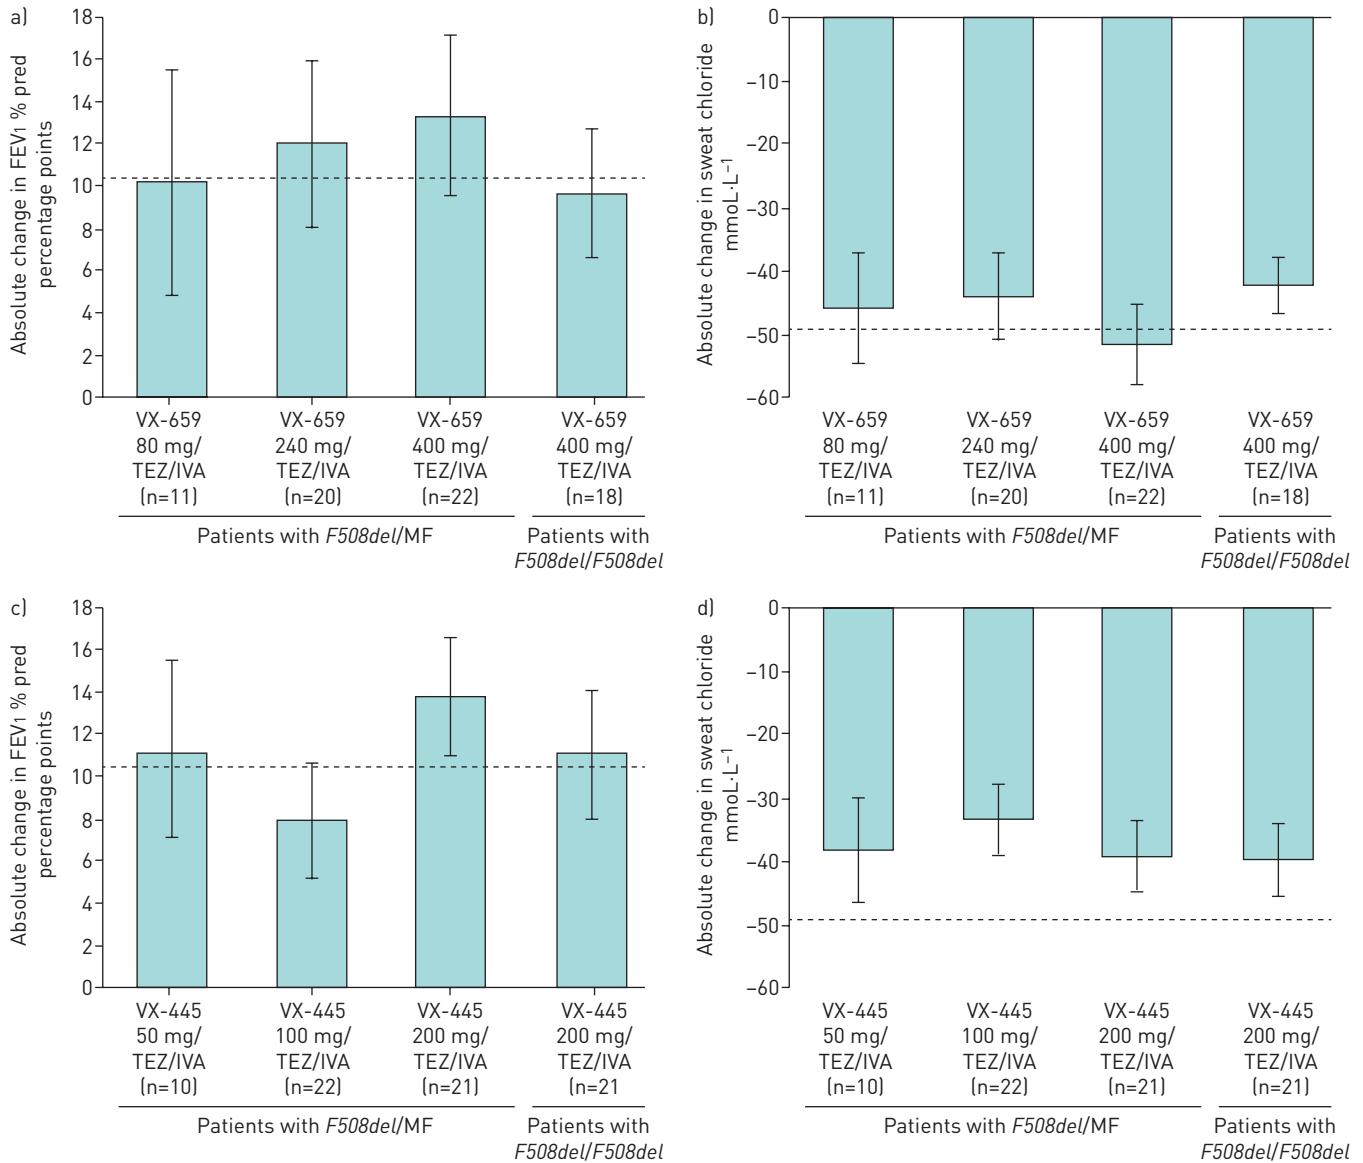 a)
Absolute change in FEV1 % pred
percentage points
18
16
14
12
10
8
6
4
2
0
VX-659
80 mg/
TEZ/IVA
(n=11)
VX-659
240 mg/
TEZ/IVA
(n=20)
VX-659
400 mg/
TEZ/IVA
(n=22)
VX-659
400 mg/
TEZ/IVA
(n=18)
Patients with F508del/MF
Patients with
F508del/F508del
b)
Absolute change in sweat chloride
mmoL·L⁻¹
0
–10
–20
–30
–40
–50
–60
VX-659
80 mg/
TEZ/IVA
(n=11)
VX-659
240 mg/
TEZ/IVA
(n=20)
VX-659
400 mg/
TEZ/IVA
(n=22)
VX-659
400 mg/
TEZ/IVA
(n=18)
Patients with F508del/MF
Patients with
F508del/F508del
c)
Absolute change in FEV1 % pred
percentage points
18
16
14
11
10
8
6
4
2
0
VX-445
50 mg/
TEZ/IVA
(n=10)
VX-445
100 mg/
TEZ/IVA
(n=22)
VX-445
200 mg/
TEZ/IVA
(n=21)
VX-445
200 mg/
TEZ/IVA
(n=21
Patients with F508del/MF
Patients with
F508del/F508del
d)
Absolute change in sweat chloride
mmoL·L⁻¹
0
–10
–20
–30
–40
–50
–60
VX-445
50 mg/
TEZ/IVA
(n=10)
VX-445
100 mg/
TEZ/IVA
(n=22)
VX-445
200 mg/
TEZ/IVA
(n=21)
VX-445
200 mg/
TEZ/IVA
(n=21)
Patients with F508del/MF
Patients with
F508del/F508del